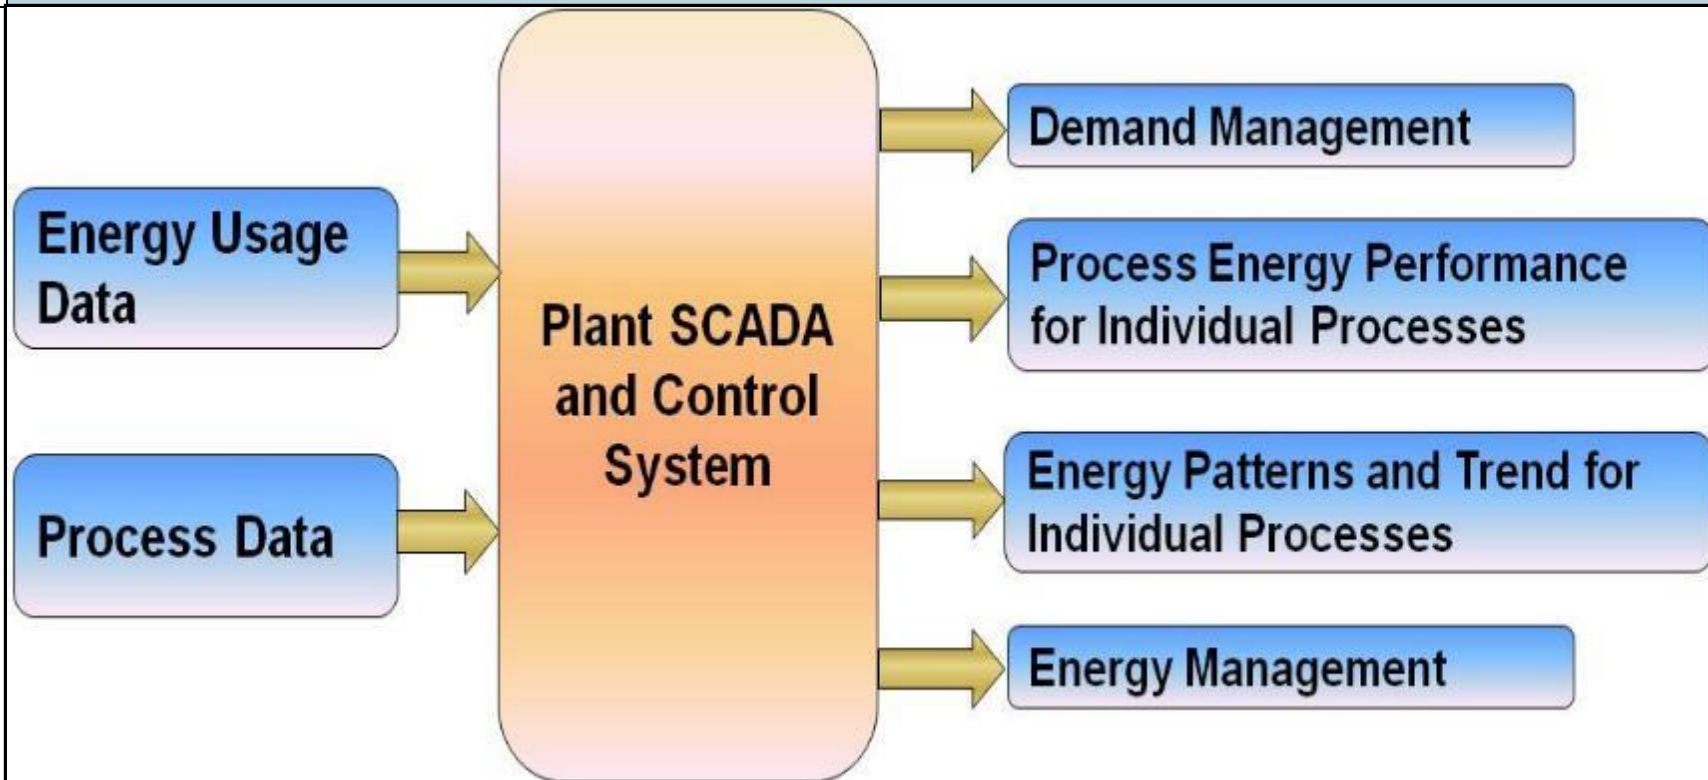 Energy Usage
Data
Process Data
Plant SCADA
and Control
System
Demand Management
Process Energy Performance
for Individual Processes
Energy Patterns and Trend for
Individual Processes
Energy Management